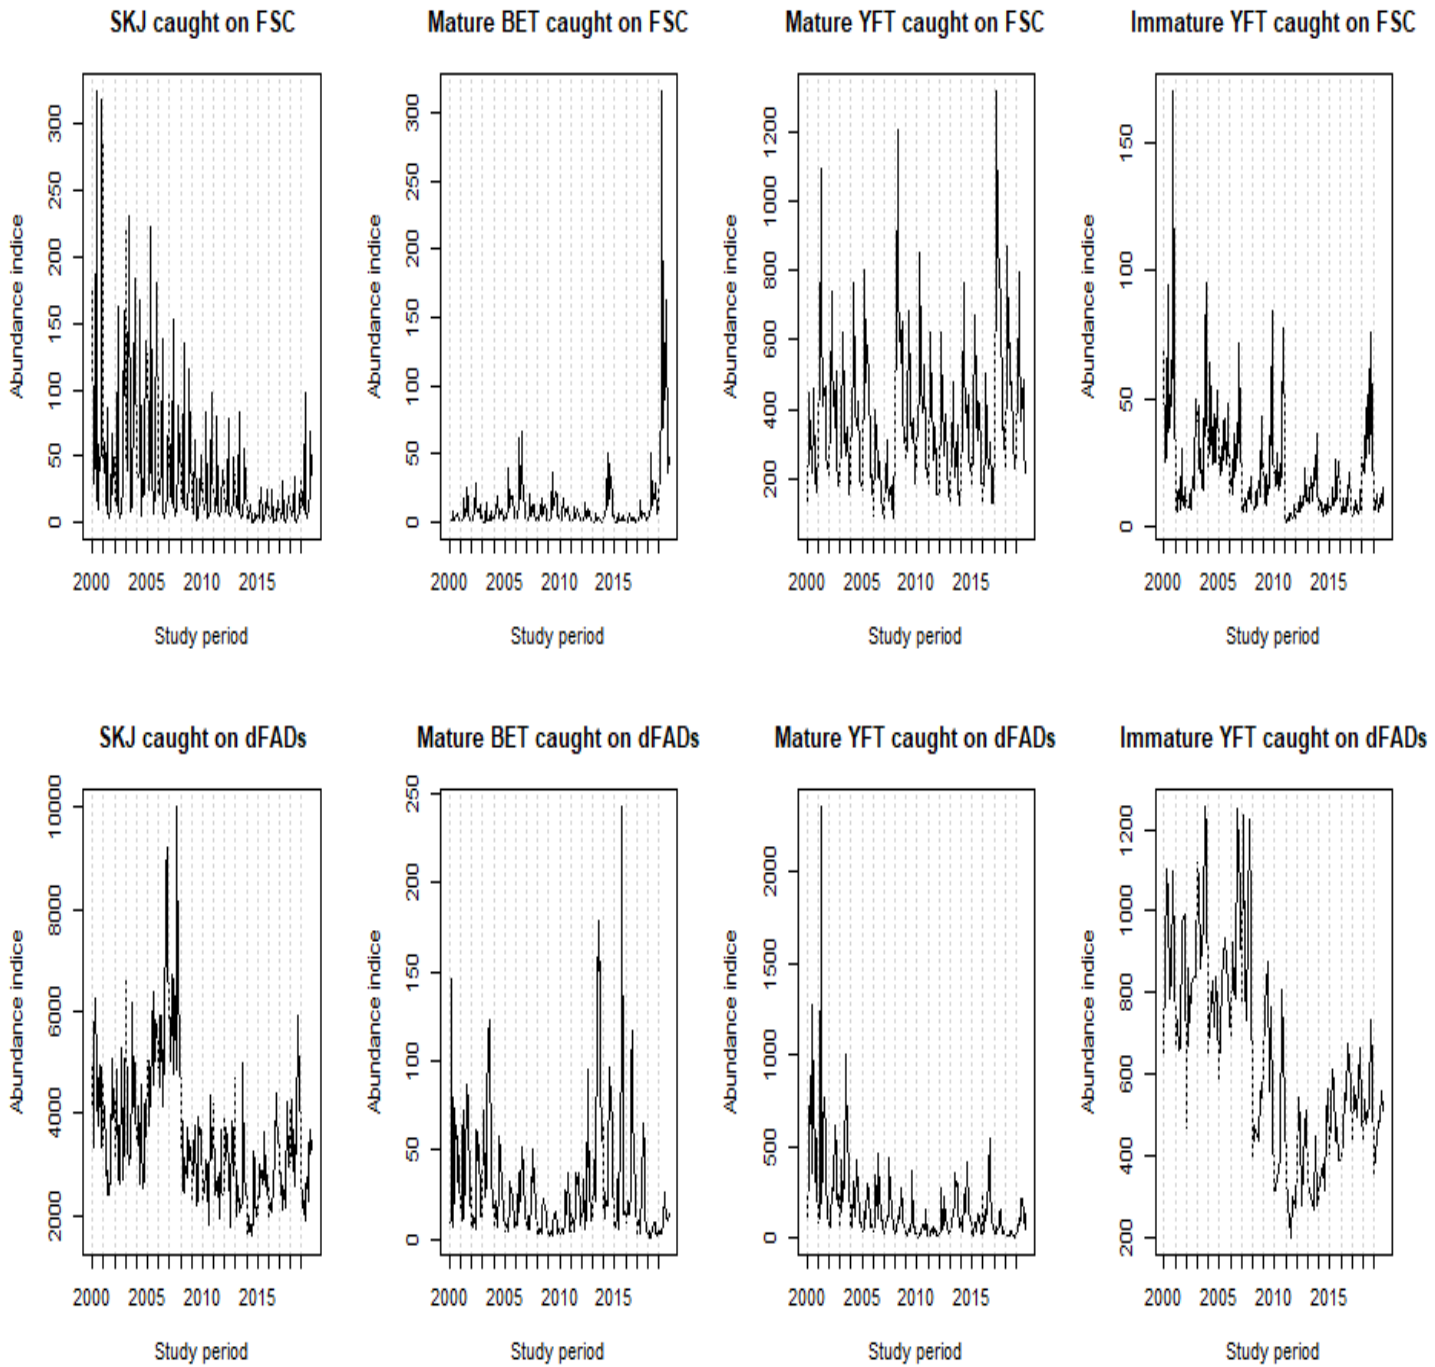 SKJ caught on FSC
Abundance indice
0 50 100 150 200 250 300
2000 2005 2010 2015
Study period
Mature BET caught on FSC
Abundance indice
0 50 100 150 200 250 300
2000 2005 2010 2015
Study period
Mature YFT caught on FSC
Abundance indice
200 400 600 800 1000 1200
2000 2005 2010 2015
Study period
Immature YFT caught on FSC
Abundance indice
0 50 100 150
2000 2005 2010 2015
Study period
SKJ caught on dFADs
Abundance indice
2000 4000 6000 8000 10000
2000 2005 2010 2015
Study period
Mature BET caught on dFADs
Abundance indice
0 50 100 150 200 250
2000 2005 2010 2015
Study period
Mature YFT caught on dFADs
Abundance indice
0 500 1000 1500 2000
2000 2005 2010 2015
Study period
Immature YFT caught on dFADs
Abundance indice
200 400 600 800 1000 1200
2000 2005 2010 2015
Study period